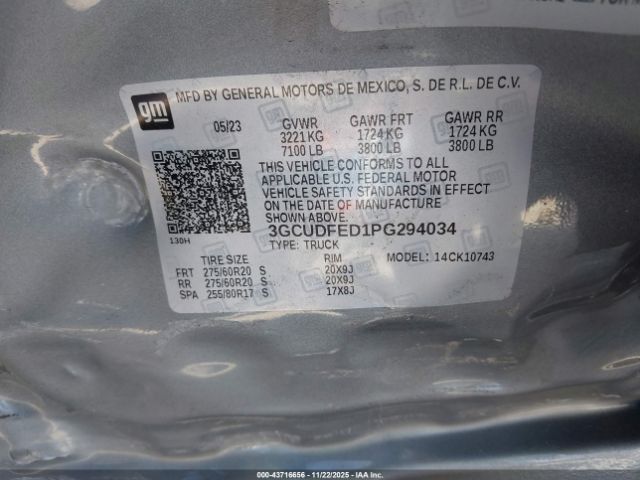 gm MFD BY GENERAL MOTORS DE MEXICO, S. DE R.L. DE C.V.
05/23 GVWR GAWR FRT GAWR RR
3221 KG 1724 KG 1724 KG
7100 LB 3800 LB 3800 LB
THIS VEHICLE CONFORMS TO ALL
APPLICABLE U.S. FEDERAL MOTOR
VEHICLE SAFETY STANDARDS IN EFFECT
ON THE DATE OF MANUFACTURE
SHOWN ABOVE.
3GCUDFED1PG294034
130H TYPE: TRUCK
TIRE SIZE RIM MODEL: 14CK10743
FRT 275/60R20 S 20X9J
RR 275/60R20 S 20X9J
SPA 255/80R17 S 17X8J
000-43716656 - 11/22/2025 - IAAI, Inc.